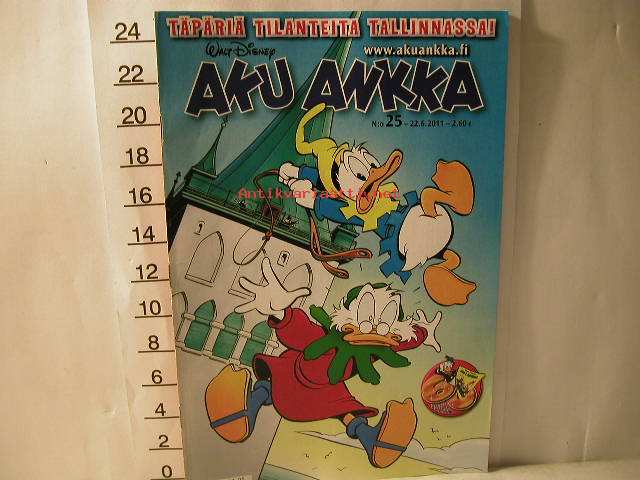 TÄPÄRIÄ TILANTEITA TALLINNASSA!
WALT DISNEY
www.akuankka.fi
AKU ANKKA
N:o 25 – 22.6.2011 – 2,60 €
Antikvariaatti.net
24
22
20
18
16
14
12
10
8
6
4
2
0